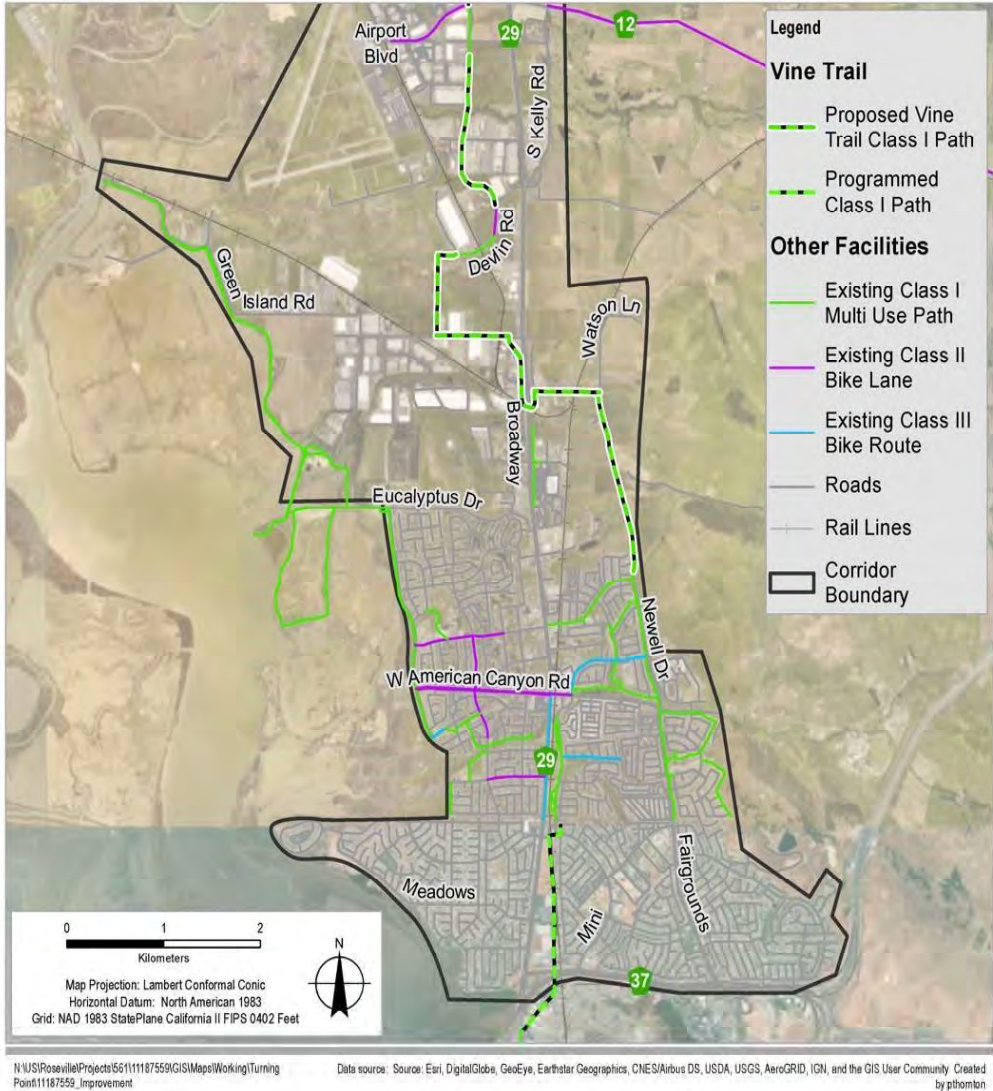 Airport
Blvd
29
12
S Kelly Rd
Devlin Rd
Green
Island Rd
Watson Ln
Broadway
Eucalyptus Dr
Newell Dr
W American Canyon Rd
29
Meadows
Mini
Fairgrounds
37
Legend
Vine Trail
Proposed Vine
Trail Class I Path
Programmed
Class I Path
Other Facilities
Existing Class I
Multi Use Path
Existing Class II
Bike Lane
Existing Class III
Bike Route
Roads
Rail Lines
Corridor
Boundary
0 1 2
Kilometers
Map Projection: Lambert Conformal Conic
Horizontal Datum: North American 1983
Grid: NAD 1983 StatePlane California II FIPS 0402 Feet
N
N:\US\Roseville\Projects\561\11187559\GIS\Maps\Working\Turning
Point\11187559_Improvement
Data source: Source: Esri, DigitalGlobe, GeoEye, Earthstar Geographics, CNES/Airbus DS, USDA, USGS, AeroGRID, IGN, and the GIS User Community Created
by:pthornton